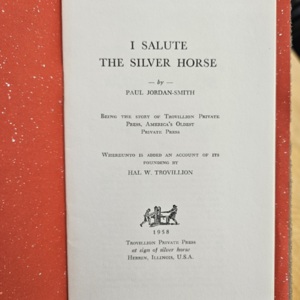 I SALUTE
THE SILVER HORSE
— by —
PAUL JORDAN-SMITH
Being the story of Trovillion Private
Press, America's Oldest
Private Press
Whereunto is added an account of its
founding by
HAL W. TROVILLION
1958
Trovillion Private Press
at sign of silver horse
Herrin, Illinois, U.S.A.